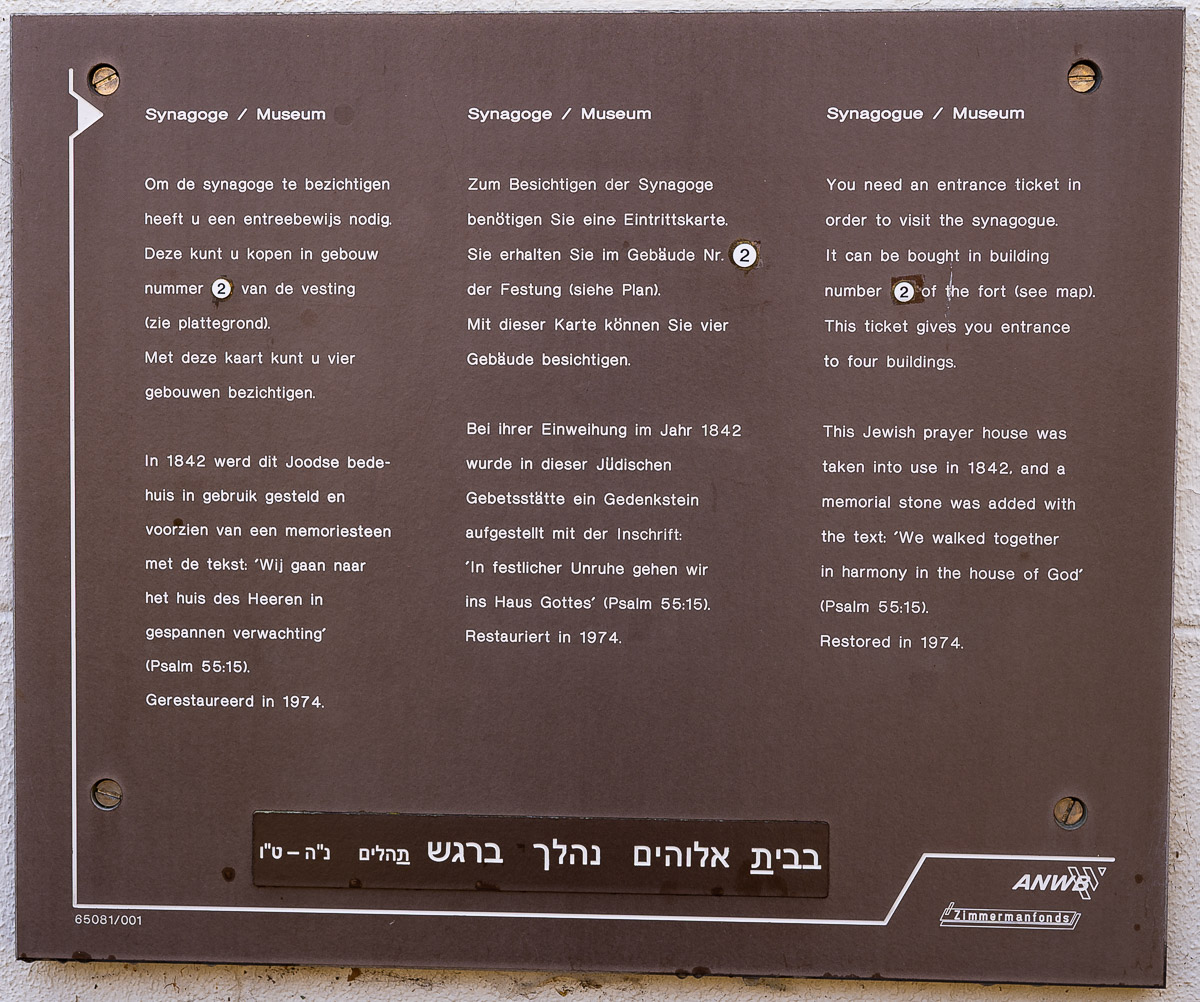 Synagoge / Museum
Om de synagoge te bezichtigen
heeft u een entreebewijs nodig.
Deze kunt u kopen in gebouw
nummer 2 van de vesting
(zie plattegrond).
Met deze kaart kunt u vier
gebouwen bezichtigen.
In 1842 werd dit Joodse bede-
huis in gebruik gesteld en
voorzien van een memoriesteen
met de tekst: 'Wij gaan naar
het huis des Heeren in
gespannen verwachting'
(Psalm 55:15).
Gerestaureerd in 1974.
Synagoge / Museum
Zum Besichtigen der Synagoge
benötigen Sie eine Eintrittskarte.
Sie erhalten Sie im Gebäude Nr. 2
der Festung (siehe Plan).
Mit dieser Karte können Sie vier
Gebäude besichtigen.
Bei ihrer Einweihung im Jahr 1842
wurde in dieser Jüdischen
Gebetsstätte ein Gedenkstein
aufgestellt mit der Inschrift:
'In festlicher Unruhe gehen wir
ins Haus Gottes' (Psalm 55:15).
Restauriert in 1974.
Synagogue / Museum
You need an entrance ticket in
order to visit the synagogue.
It can be bought in building
number 2 of the fort (see map).
This ticket gives you entrance
to four buildings.
This Jewish prayer house was
taken into use in 1842, and a
memorial stone was added with
the text: 'We walked together
in harmony in the house of God'
(Psalm 55:15).
Restored in 1974.
בבית אלוהים נהלך ברגש תהלים נ"ה – ט"ו
65081/001
ANWB
Zimmermanfonds